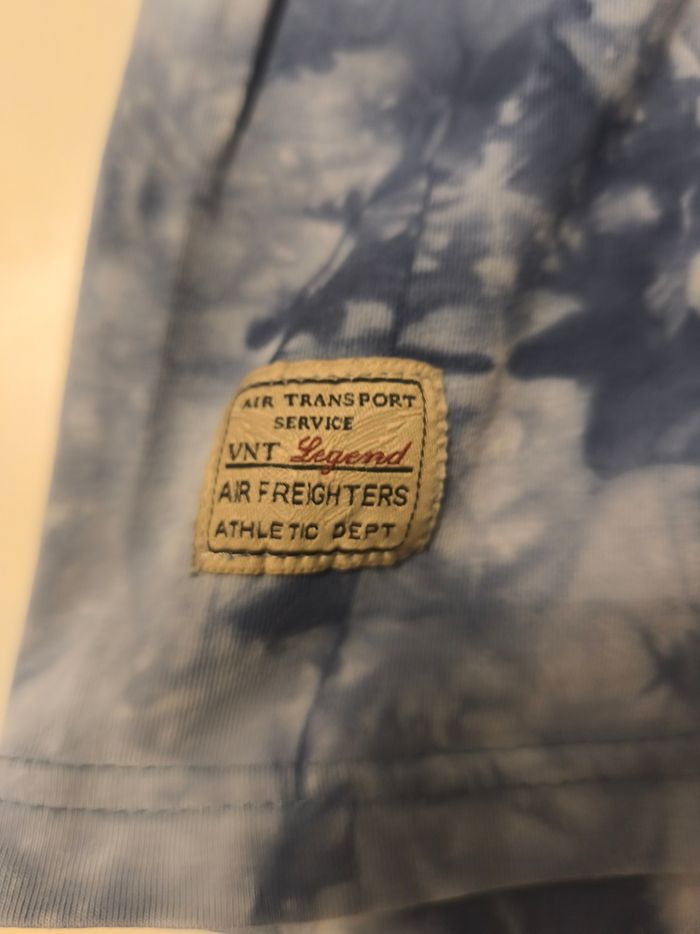 AIR TRANSPORT
SERVICE
VNT Legend
AIR FREIGHTERS
ATHLETIC DEPT